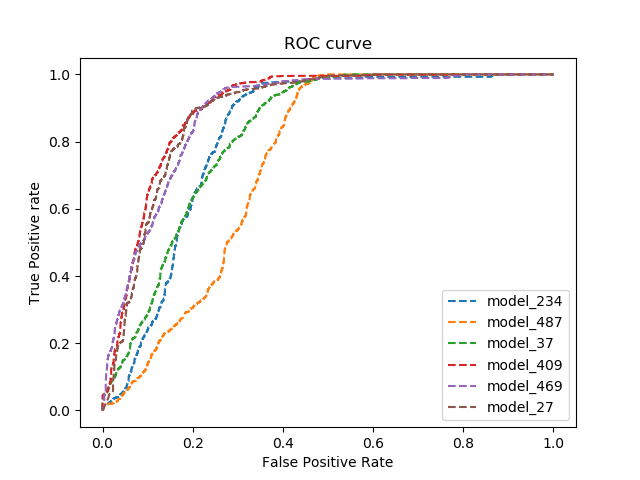 ROC curve
True Positive rate
1.0
0.8
0.6
0.4
0.2
0.0
0.0 0.2 0.4 0.6 0.8 1.0
False Positive Rate
model_234
model_487
model_37
model_409
model_469
model_27